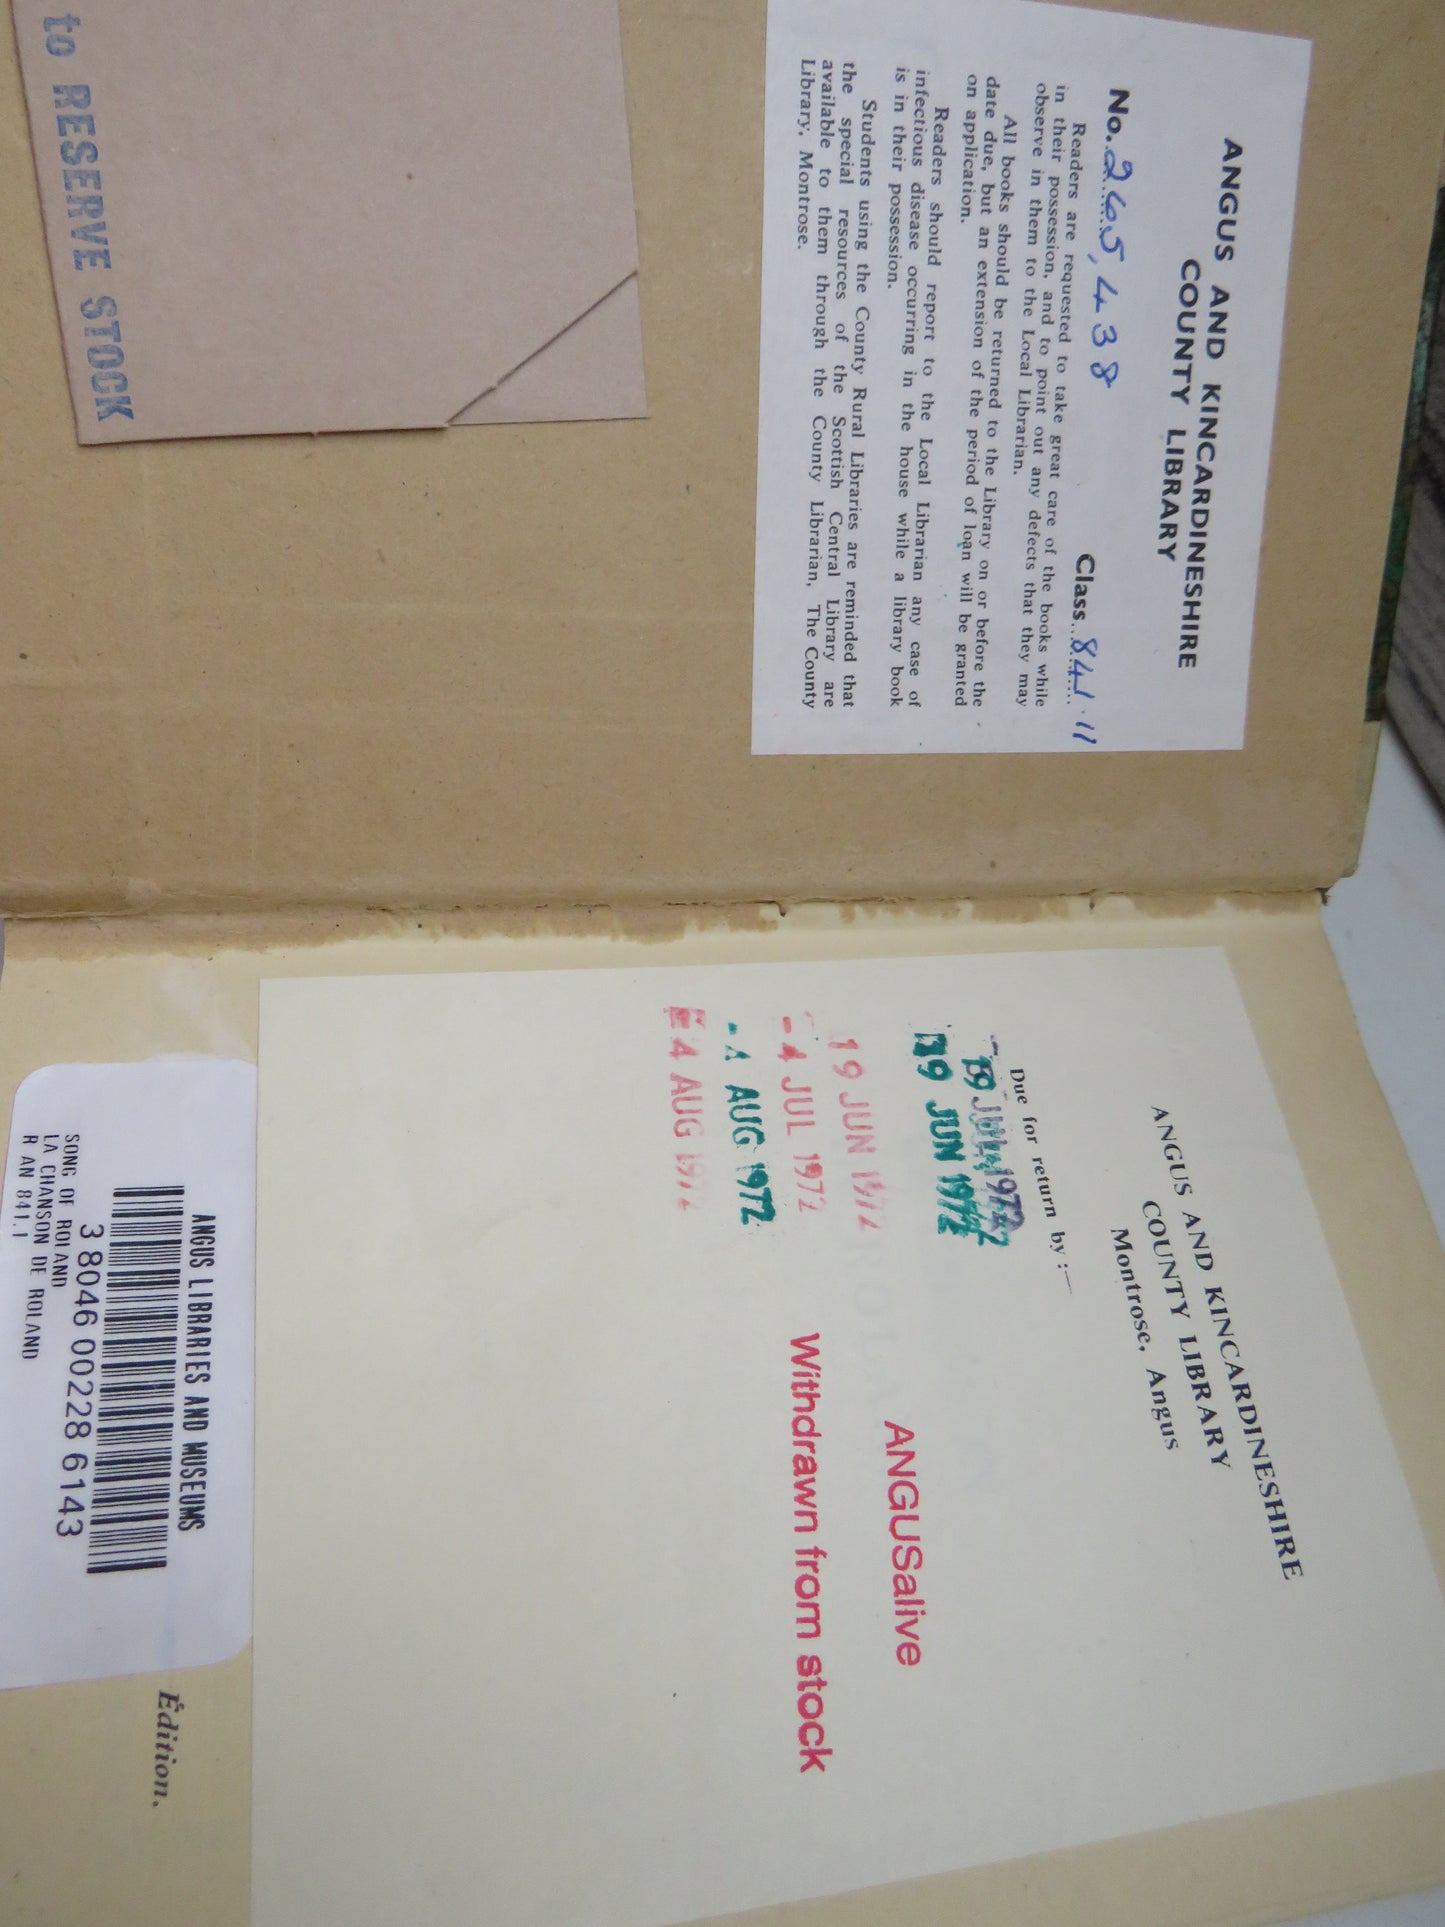 ANGUS AND KINCARDINESHIRE
COUNTY LIBRARY
No. 265,438 Class 841.11
Readers are requested to take great care of the books while
in their possession, and to point out any defects that they may
observe in them to the Local Librarian.
All books should be returned to the Library on or before the
date due, but an extension of the period of loan will be granted
on application.
Readers should report to the Local Librarian any case of
infectious disease occurring in the house while a library book
is in their possession.
Students using the County Rural Libraries are reminded that
the special resources of the Scottish Central Library are
available to them through the County Librarian, The County
Library, Montrose.
to RESERVE STOCK
ANGUS AND KINCARDINESHIRE
COUNTY LIBRARY
Montrose, Angus
Due for return by :—
19 JUN 1972
19 JUN 1972
-4 JUL 1972
-4 AUG 1972
4 AUG 1972
ANGUSalive
Withdrawn from stock
ANGUS LIBRARIES AND MUSEUMS
3 8046 00228 6143
SONG OF ROLAND
LA CHANSON DE ROLAND
R AN 841.1
Édition.